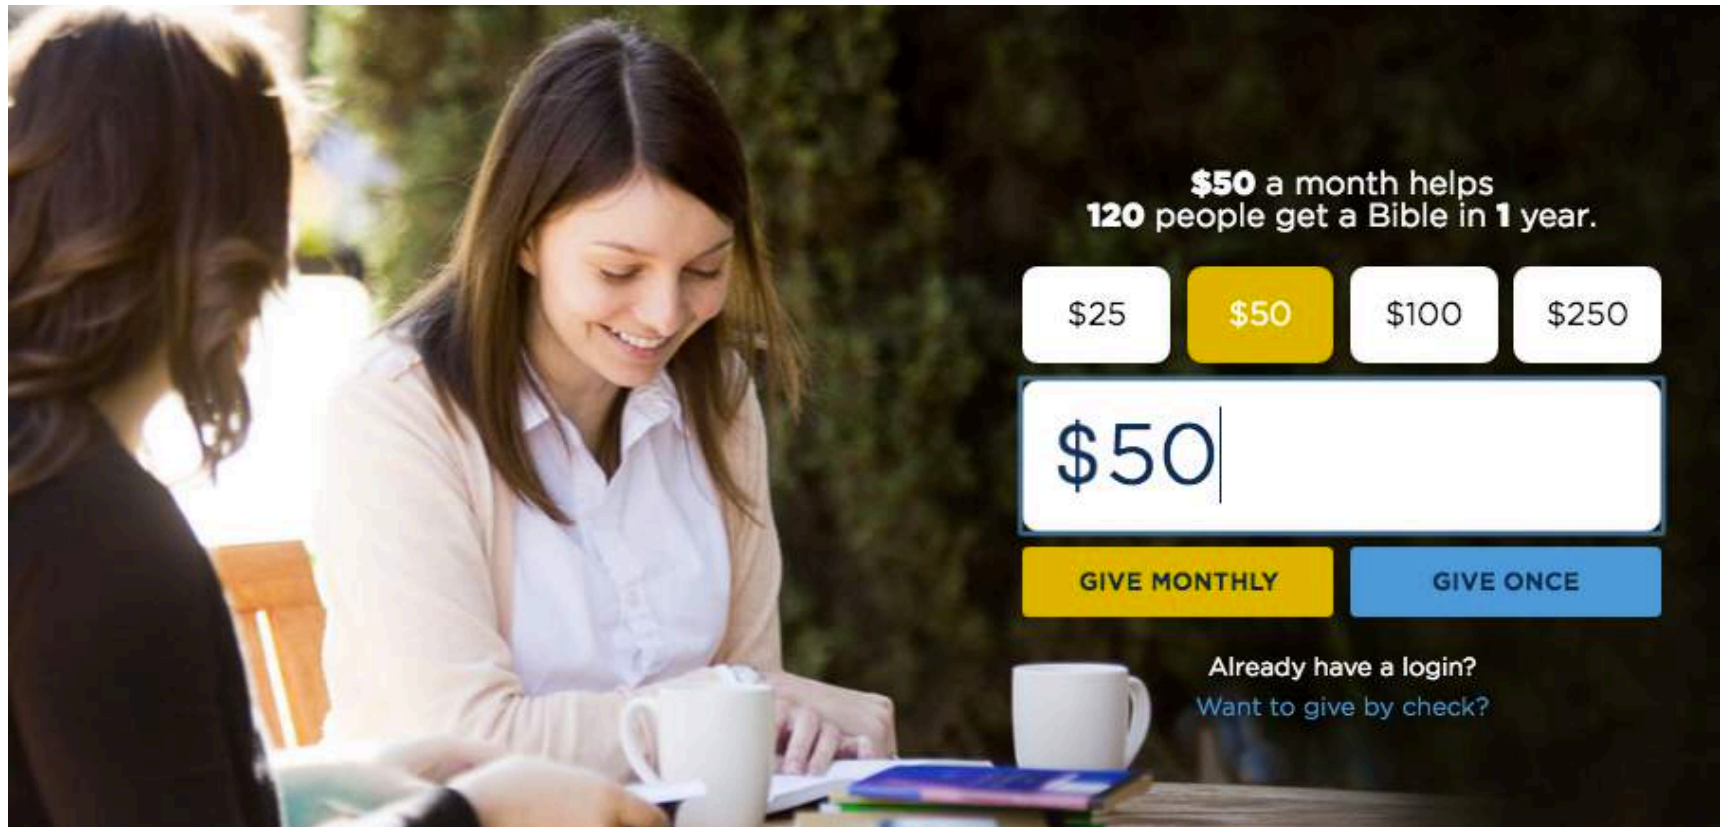 $50 a month helps
120 people get a Bible in 1 year.
$25 $50 $100 $250
$50
GIVE MONTHLY GIVE ONCE
Already have a login?
Want to give by check?